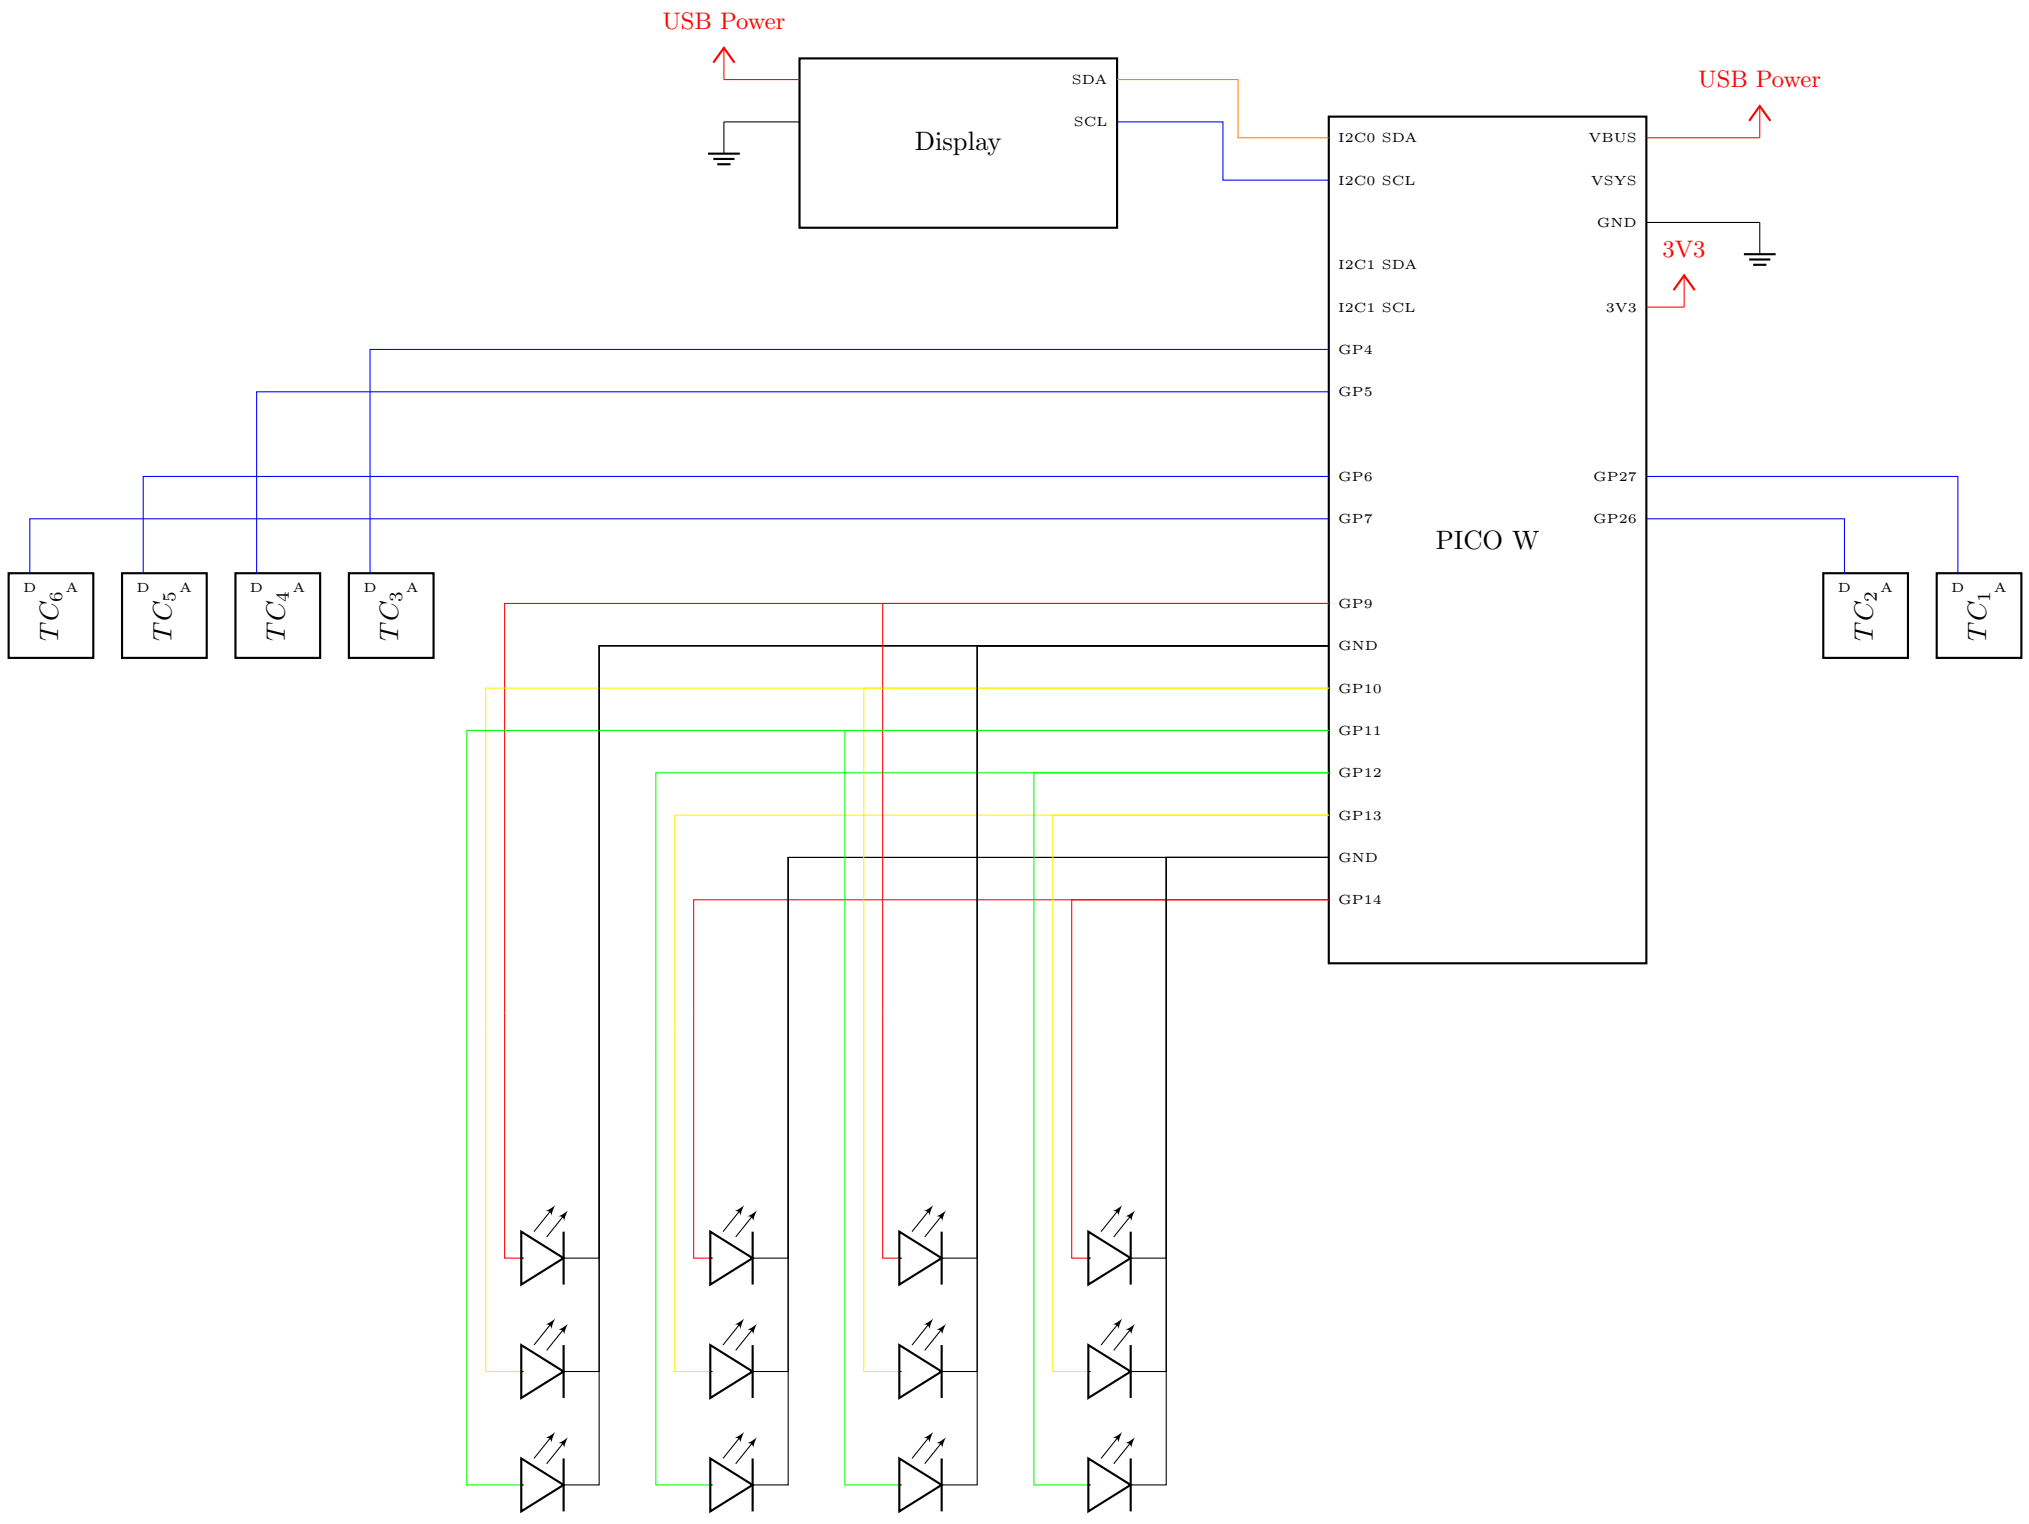 USB Power
SDA
SCL
Display
USB Power
I2C0 SDA
I2C0 SCL
I2C1 SDA
I2C1 SCL
GP4
GP5
GP6
GP7
GP9
GND
GP10
GP11
GP12
GP13
GND
GP14
PICO W
VBUS
VSYS
GND
3V3
3V3
GP27
GP26
D A
TC6
D A
TC5
D A
TC4
D A
TC3
D A
TC2
D A
TC1